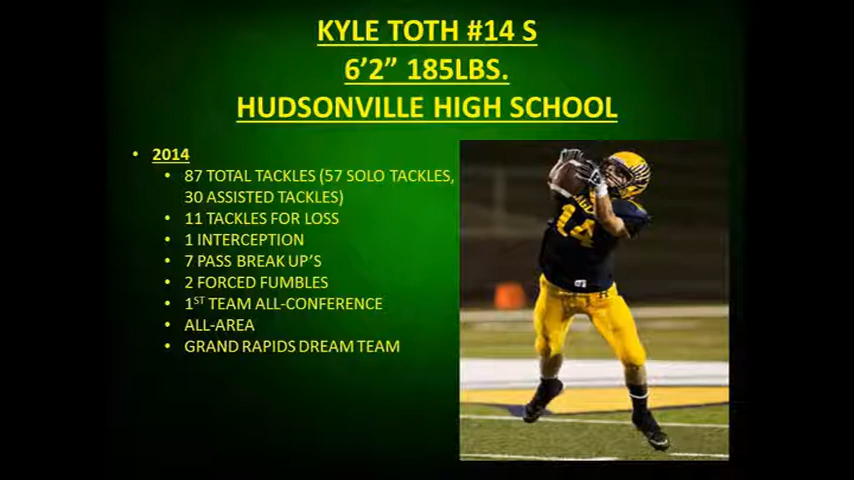 KYLE TOTH #14 S
6’2” 185LBS.
HUDSONVILLE HIGH SCHOOL
• 2014
• 87 TOTAL TACKLES (57 SOLO TACKLES,
30 ASSISTED TACKLES)
• 11 TACKLES FOR LOSS
• 1 INTERCEPTION
• 7 PASS BREAK UP’S
• 2 FORCED FUMBLES
• 1ST TEAM ALL-CONFERENCE
• ALL-AREA
• GRAND RAPIDS DREAM TEAM
14